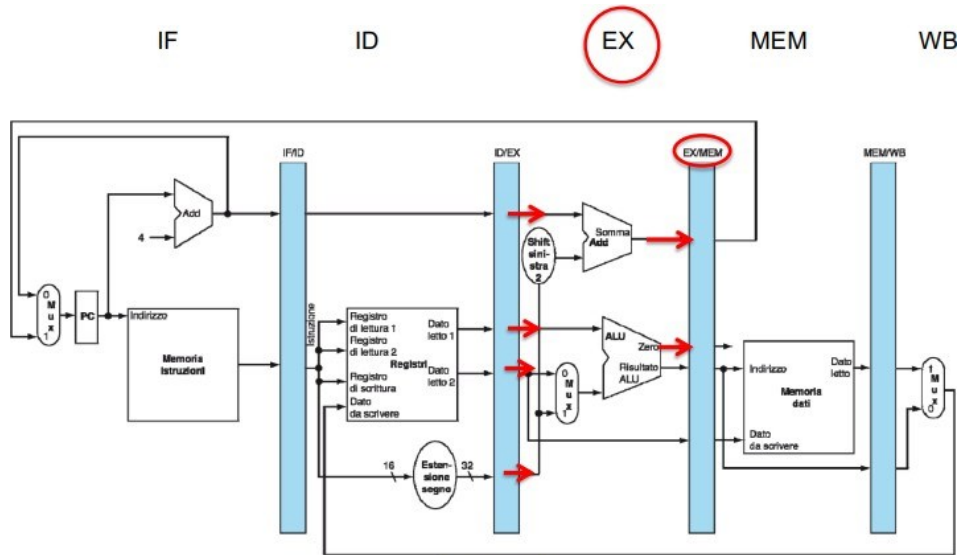 IF
ID
EX
MEM
WB
IF/ID
ID/EX
EX/MEM
MEM/WB
Add
4
Somma
Add
Shift
sini-
stra
2
0
M
u
x
1
PC
Indirizzo
Memoria
Istruzioni
Istruzione
Registro
di lettura 1
Registro
di lettura 2
Registri
Registro
di scrittura
Dato
da scrivere
Dato
letto 1
Dato
letto 2
0
M
u
x
1
ALU
Zero
Risultato
ALU
Indirizzo
Dato
letto
Memoria
dati
Dato
da scrivere
1
M
u
x
0
16
Esten-
sione
segno
32